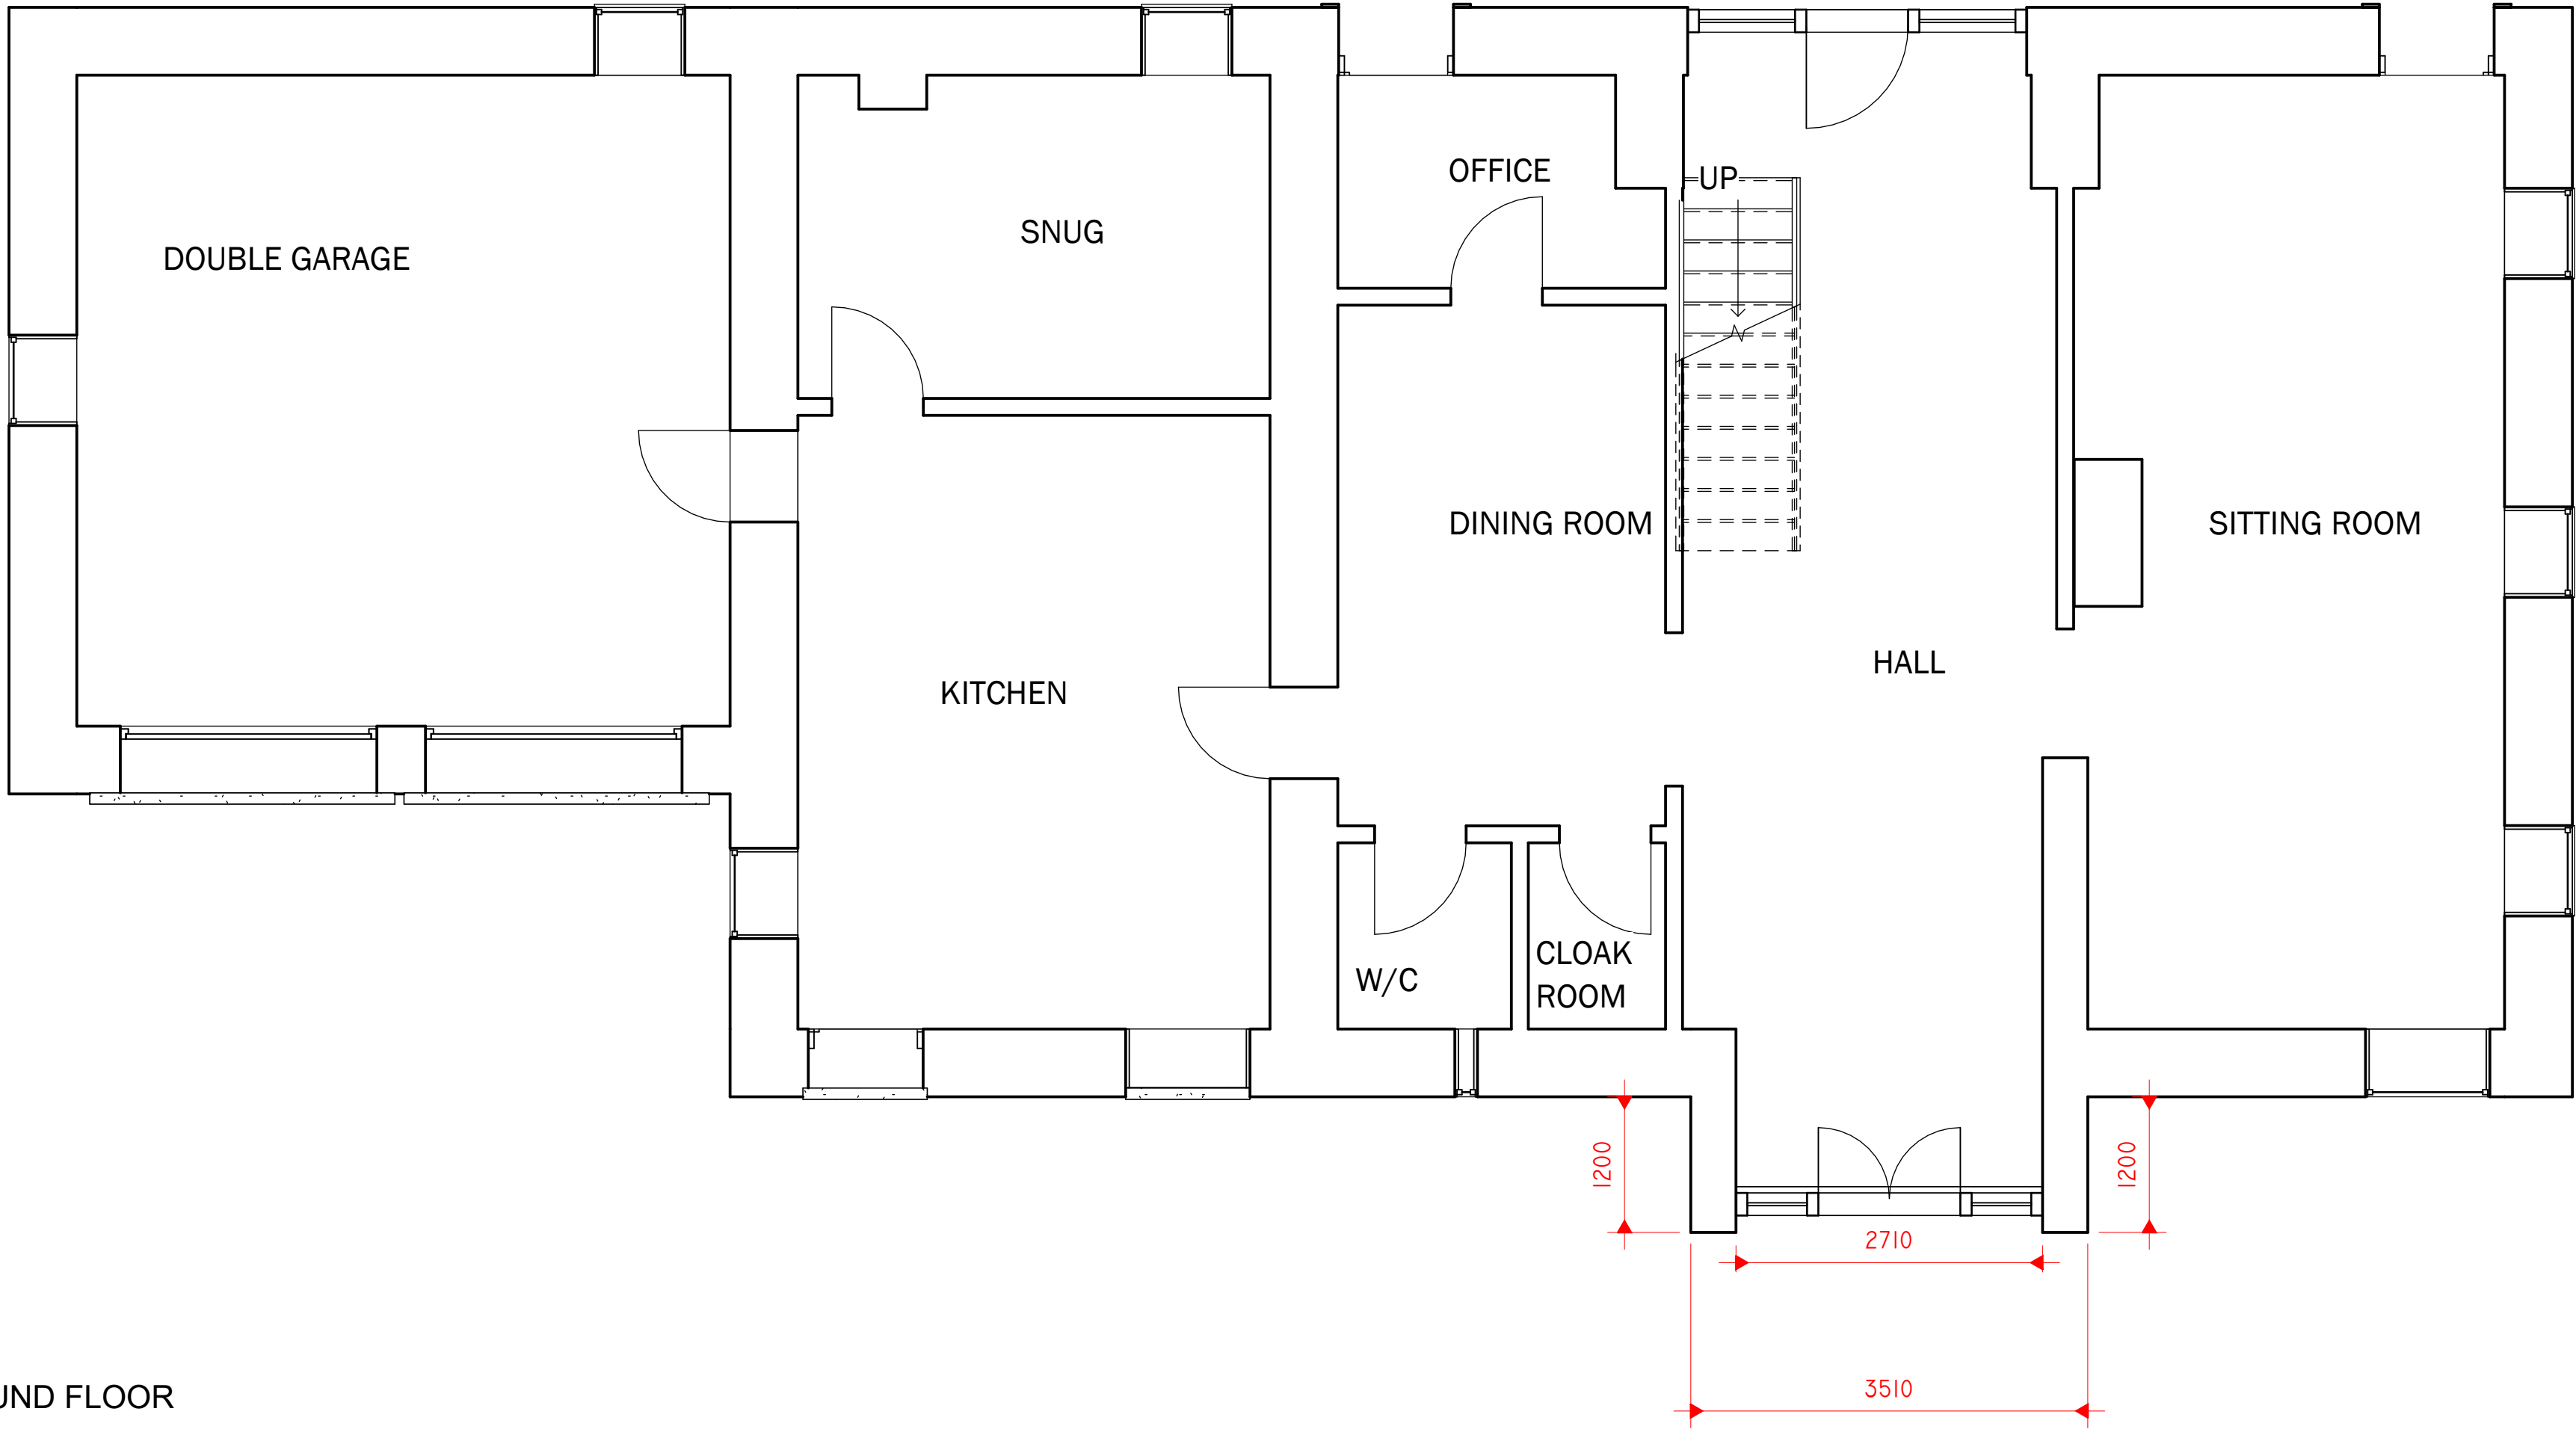 OFFICE
UP
SNUG
DOUBLE GARAGE
DINING ROOM
SITTING ROOM
HALL
KITCHEN
CLOAK
ROOM
W/C
1200
1200
2710
3510
UND FLOOR